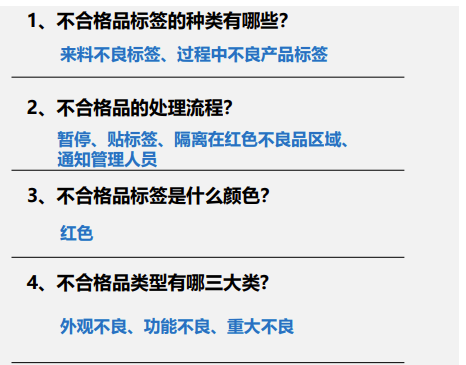 1、不合格品标签的种类有哪些？
来料不良标签、过程中不良产品标签
2、不合格品的处理流程？
暂停、贴标签、隔离在红色不良品区域、
通知管理人员
3、不合格品标签是什么颜色？
红色
4、不合格品类型有哪三大类？
外观不良、功能不良、重大不良